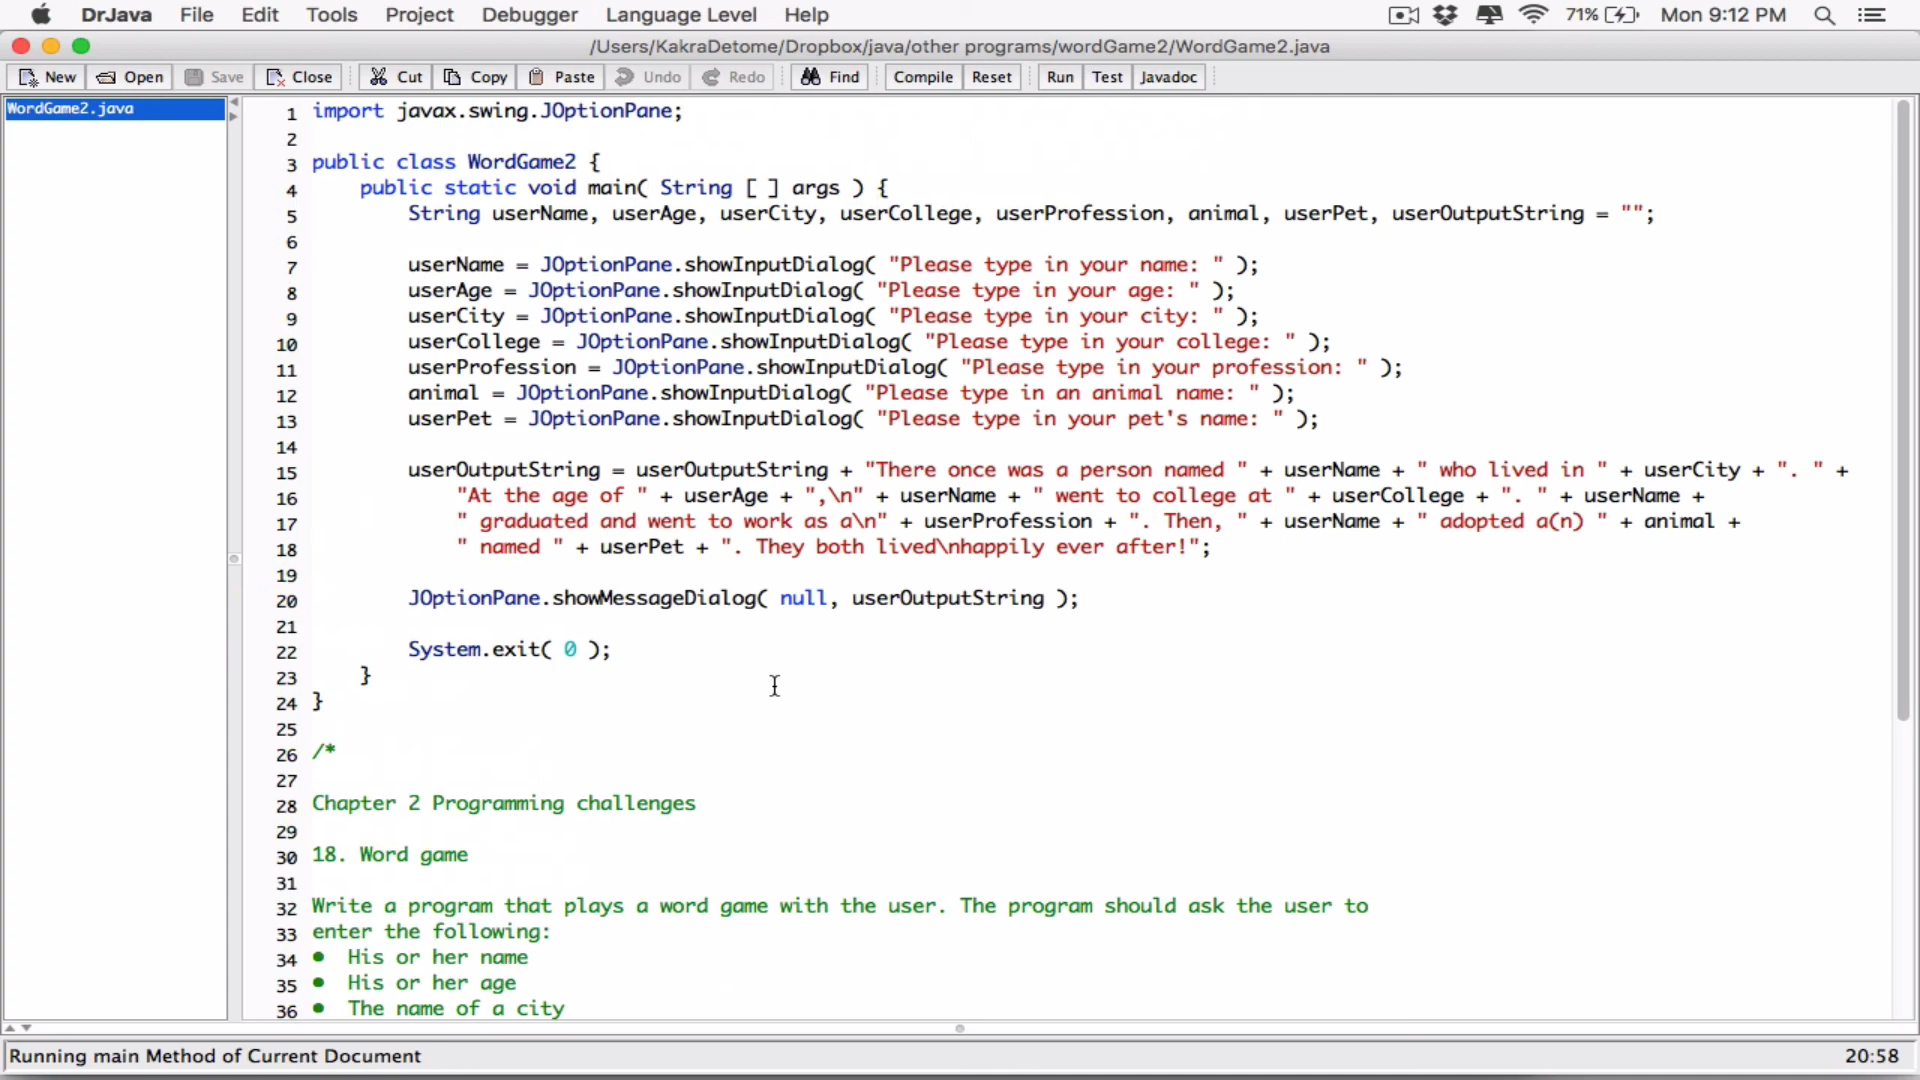 DrJava File Edit Tools Project Debugger Language Level Help 71% Mon 9:12 PM
/Users/KakraDetome/Dropbox/java/other programs/wordGame2/WordGame2.java
New Open Save Close Cut Copy Paste Undo Redo Find Compile Reset Run Test Javadoc
WordGame2.java
1 import javax.swing.JOptionPane;
2
3 public class WordGame2 {
4 public static void main( String [ ] args ) {
5 String userName, userAge, userCity, userCollege, userProfession, animal, userPet, userOutputString = "";
6
7 userName = JOptionPane.showInputDialog( "Please type in your name: " );
8 userAge = JOptionPane.showInputDialog( "Please type in your age: " );
9 userCity = JOptionPane.showInputDialog( "Please type in your city: " );
10 userCollege = JOptionPane.showInputDialog( "Please type in your college: " );
11 userProfession = JOptionPane.showInputDialog( "Please type in your profession: " );
12 animal = JOptionPane.showInputDialog( "Please type in an animal name: " );
13 userPet = JOptionPane.showInputDialog( "Please type in your pet's name: " );
14
15 userOutputString = userOutputString + "There once was a person named " + userName + " who lived in " + userCity + ". " +
16 "At the age of " + userAge + ",\n" + userName + " went to college at " + userCollege + ". " + userName +
17 " graduated and went to work as a\n" + userProfession + ". Then, " + userName + " adopted a(n) " + animal +
18 " named " + userPet + ". They both lived\nhappily ever after!";
19
20 JOptionPane.showMessageDialog( null, userOutputString );
21
22 System.exit( 0 );
23 }
24 }
25
26 /*
27
28 Chapter 2 Programming challenges
29
30 18. Word game
31
32 Write a program that plays a word game with the user. The program should ask the user to
33 enter the following:
34 • His or her name
35 • His or her age
36 • The name of a city
Running main Method of Current Document 20:58